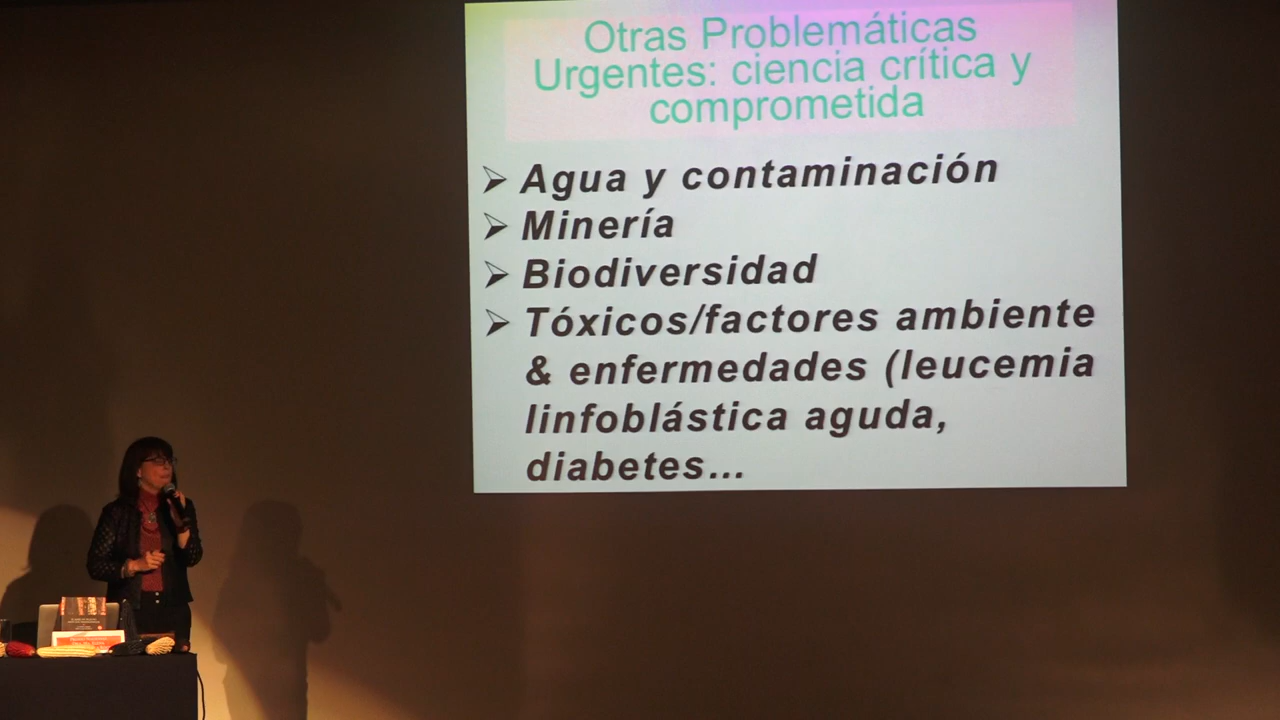 Otras Problemáticas
Urgentes: ciencia crítica y
comprometida
➢ Agua y contaminación
➢ Minería
➢ Biodiversidad
➢ Tóxicos/factores ambiente
& enfermedades (leucemia
linfoblástica aguda,
diabetes...